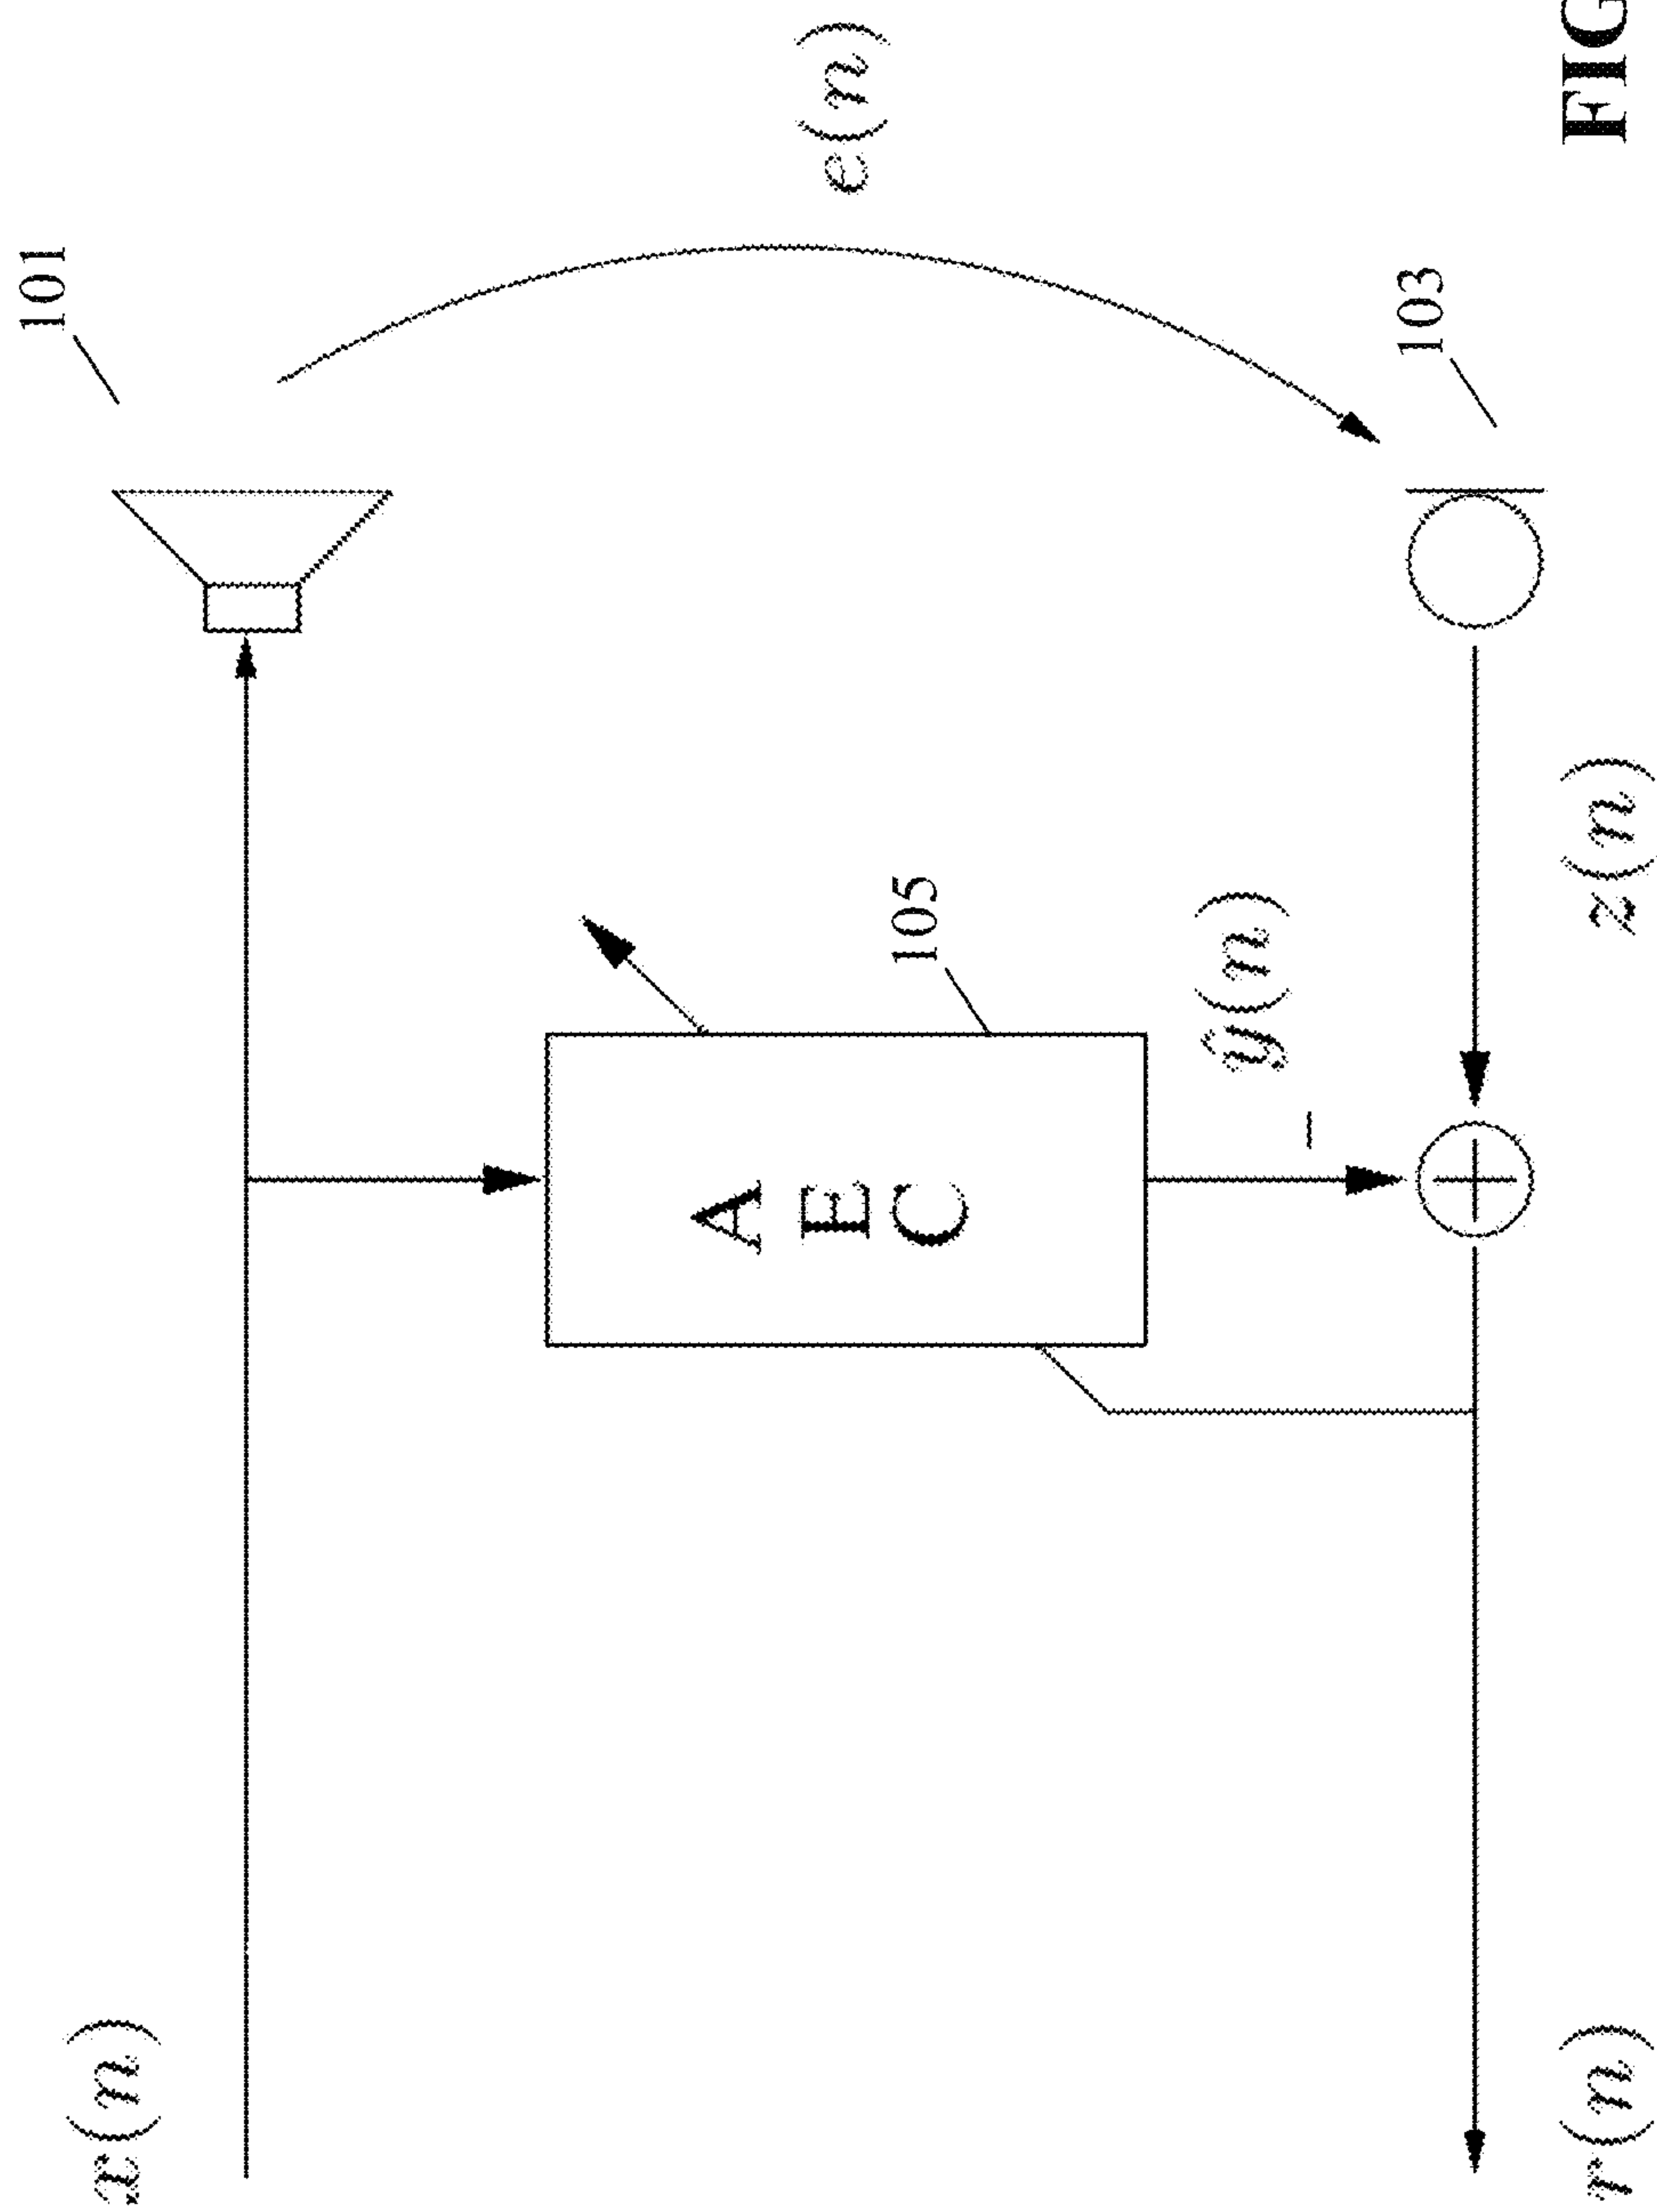 x(n)
101
A
E
C
105
e(n)
ŷ(n)
−
103
z(n)
r(n)
FIG